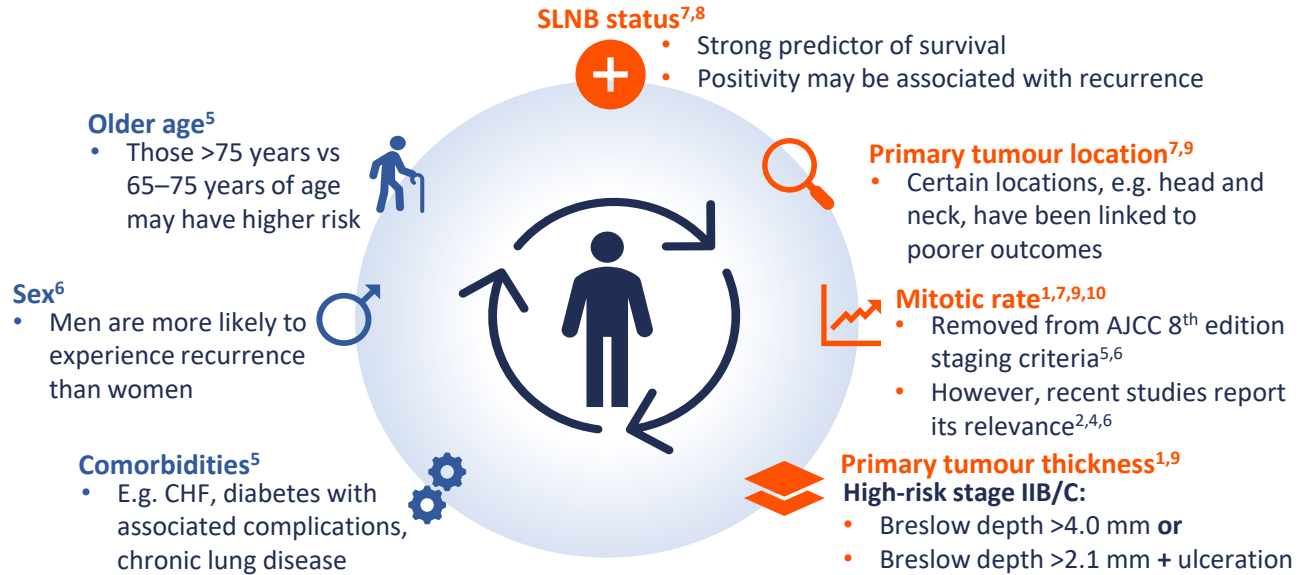 SLNB status7,8
• Strong predictor of survival
• Positivity may be associated with recurrence
Older age5
• Those >75 years vs
65–75 years of age
may have higher risk
Primary tumour location7,9
• Certain locations, e.g. head and
neck, have been linked to
poorer outcomes
Sex6
• Men are more likely to
experience recurrence
than women
Mitotic rate1,7,9,10
• Removed from AJCC 8th edition
staging criteria5,6
• However, recent studies report
its relevance2,4,6
Comorbidities5
• E.g. CHF, diabetes with
associated complications,
chronic lung disease
Primary tumour thickness1,9
High-risk stage IIB/C:
• Breslow depth >4.0 mm or
• Breslow depth >2.1 mm + ulceration